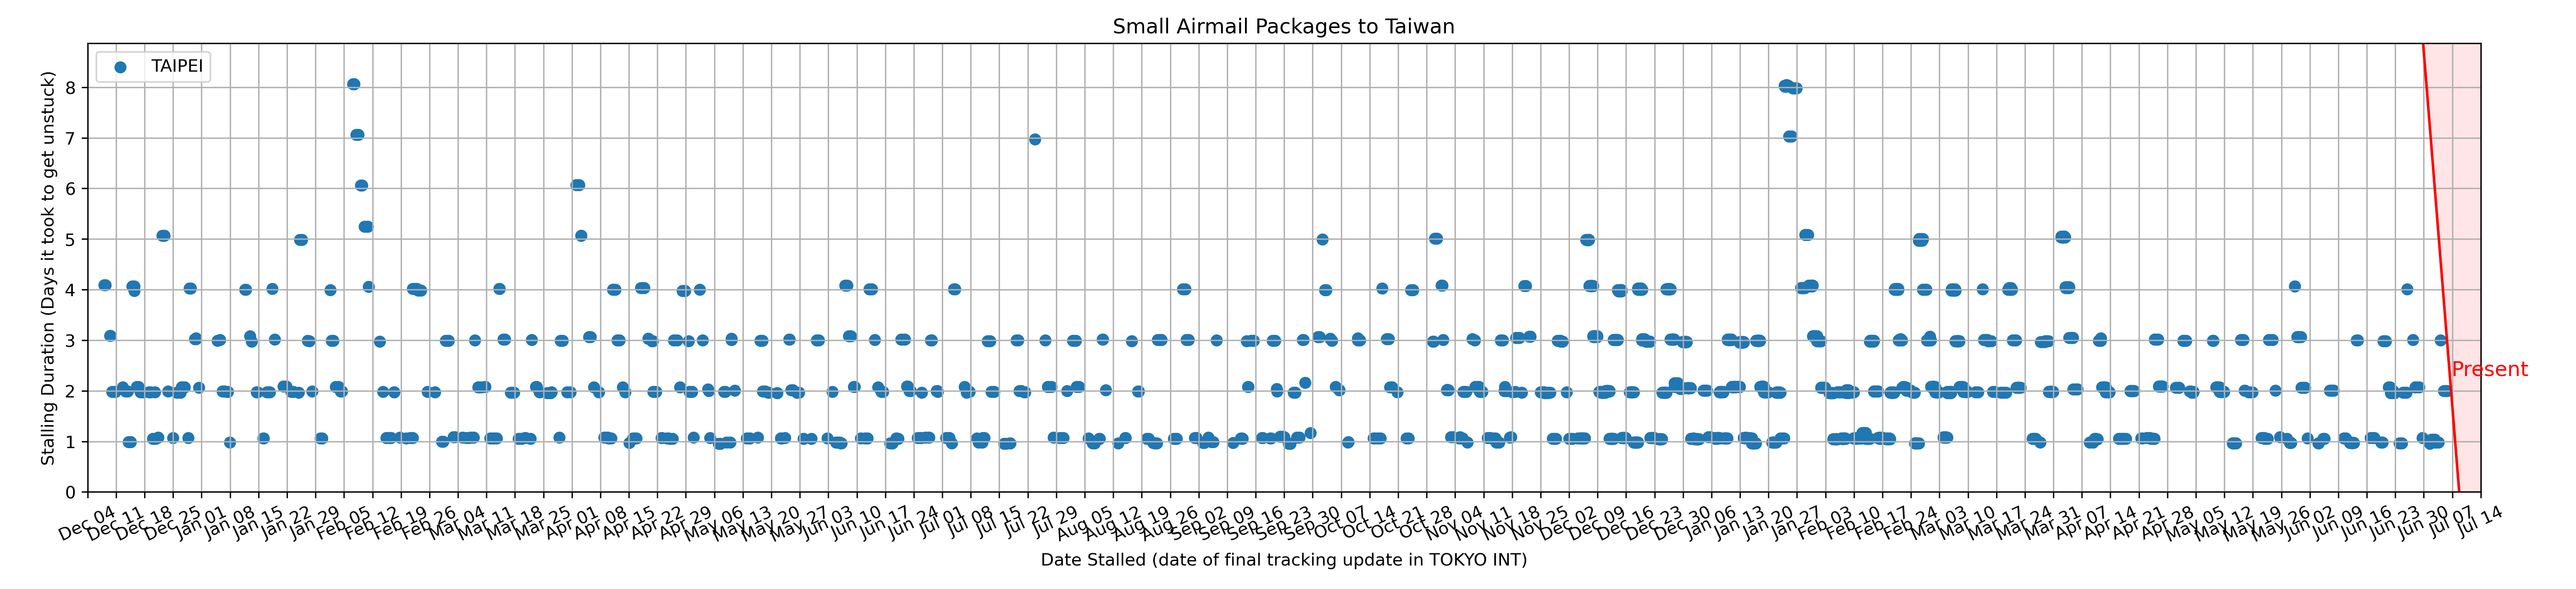 Small Airmail Packages to Taiwan
TAIPEI
Stalling Duration (Days it took to get unstuck)
8
7
6
5
4
3
2
1
0
Present
Dec 04 Dec 11 Dec 18 Dec 25 Jan 01 Jan 08 Jan 15 Jan 22 Jan 29 Feb 05 Feb 12 Feb 19 Feb 26 Mar 04 Mar 11 Mar 18 Mar 25 Apr 01 Apr 08 Apr 15 Apr 22 Apr 29 May 06 May 13 May 20 May 27 Jun 03 Jun 10 Jun 17 Jun 24 Jul 01 Jul 08 Jul 15 Jul 22 Jul 29 Aug 05 Aug 12 Aug 19 Aug 26 Sep 02 Sep 09 Sep 16 Sep 23 Sep 30 Oct 07 Oct 14 Oct 21 Oct 28 Nov 04 Nov 11 Nov 18 Nov 25 Dec 02 Dec 09 Dec 16 Dec 23 Dec 30 Jan 06 Jan 13 Jan 20 Jan 27 Feb 03 Feb 10 Feb 17 Feb 24 Mar 03 Mar 10 Mar 17 Mar 24 Mar 31 Apr 07 Apr 14 Apr 21 Apr 28 May 05 May 12 May 19 May 26 Jun 02 Jun 09 Jun 16 Jun 23 Jun 30 Jul 07 Jul 14
Date Stalled (date of final tracking update in TOKYO INT)